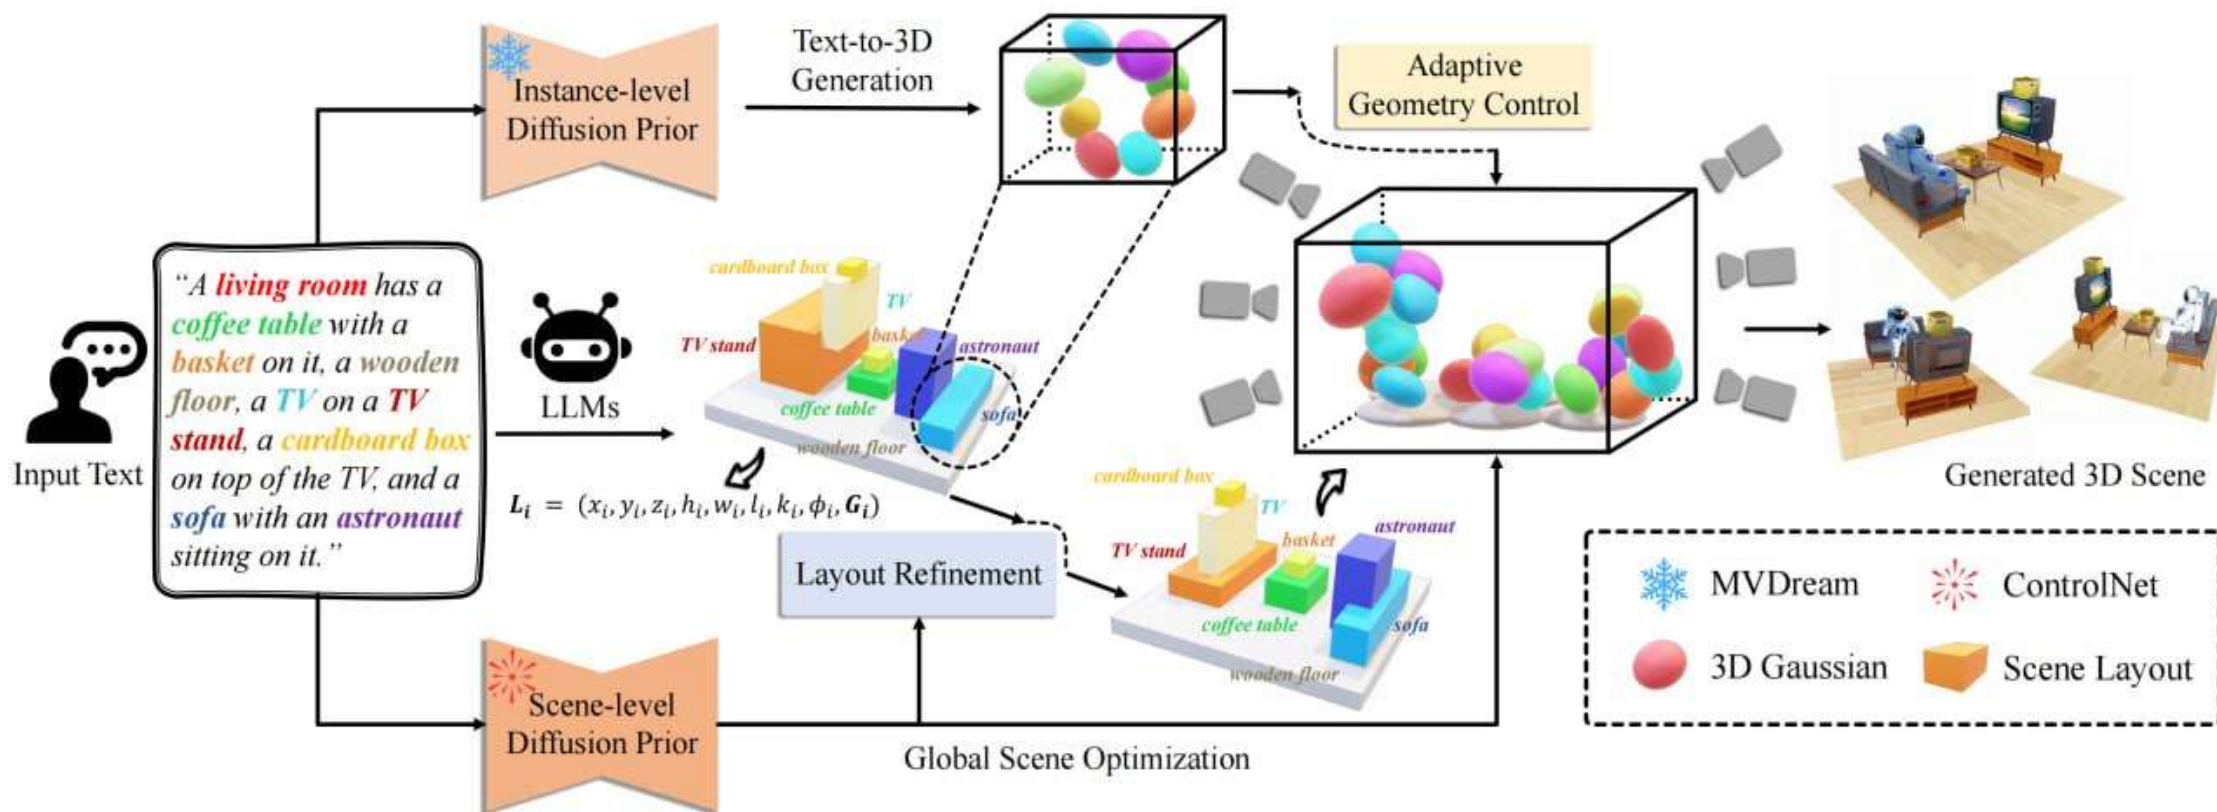 Instance-level
Diffusion Prior
Text-to-3D
Generation
Adaptive
Geometry Control
Input Text
“A living room has a
coffee table with a
basket on it, a wooden
floor, a TV on a TV
stand, a cardboard box
on top of the TV, and a
sofa with an astronaut
sitting on it.”
LLMs
cardboard box
TV
TV stand
basket
astronaut
coffee table
sofa
wooden floor
L_i = (x_i, y_i, z_i, h_i, w_i, l_i, k_i, ϕ_i, G_i)
Layout Refinement
cardboard box
TV
astronaut
TV stand
basket
coffee table
sofa
wooden floor
Scene-level
Diffusion Prior
Global Scene Optimization
Generated 3D Scene
MVDream
ControlNet
3D Gaussian
Scene Layout